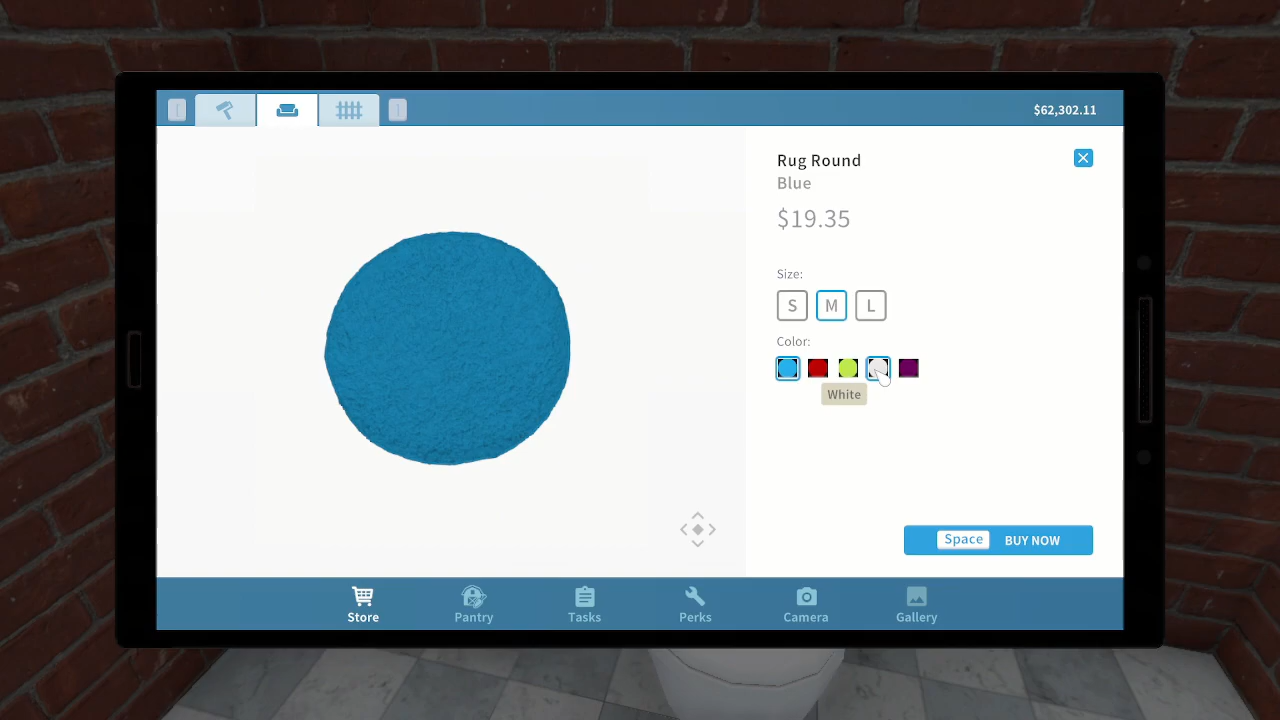 $62,302.11
Rug Round
Blue
$19.35
Size:
S M L
Color:
White
Space BUY NOW
Store Pantry Tasks Perks Camera Gallery